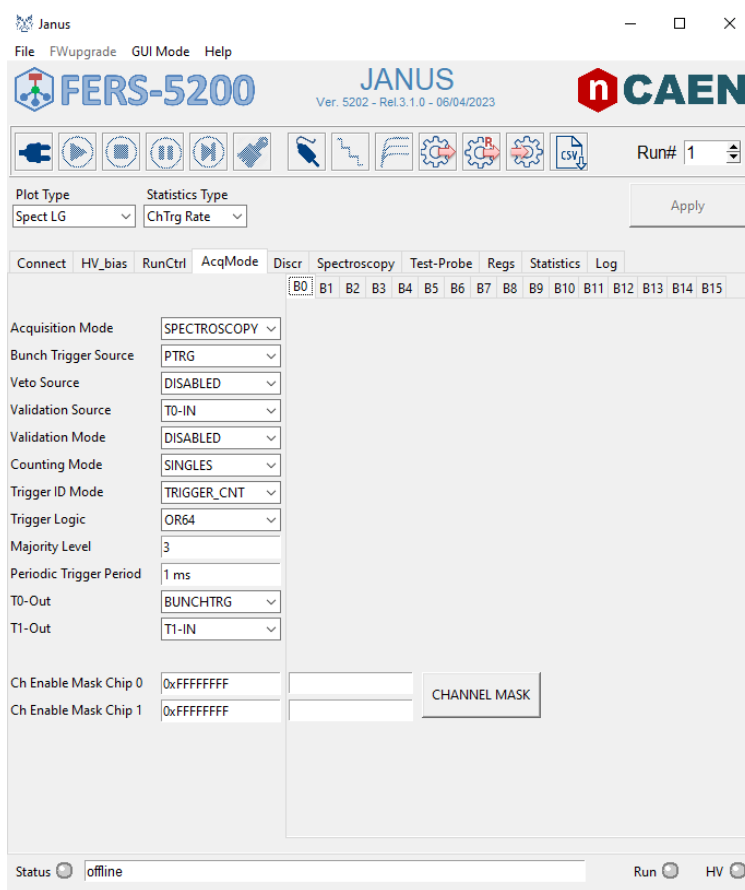 Janus
File FWupgrade GUI Mode Help
FERS-5200
JANUS
Ver. 5202 - Rel.3.1.0 - 06/04/2023
n CAEN
R
CSV
Run# 1
Plot Type Statistics Type
Spect LG ChTrg Rate
Apply
Connect HV_bias RunCtrl AcqMode Discr Spectroscopy Test-Probe Regs Statistics Log
B0 B1 B2 B3 B4 B5 B6 B7 B8 B9 B10 B11 B12 B13 B14 B15
Acquisition Mode SPECTROSCOPY
Bunch Trigger Source PTRG
Veto Source DISABLED
Validation Source T0-IN
Validation Mode DISABLED
Counting Mode SINGLES
Trigger ID Mode TRIGGER_CNT
Trigger Logic OR64
Majority Level 3
Periodic Trigger Period 1 ms
T0-Out BUNCHTRG
T1-Out T1-IN
Ch Enable Mask Chip 0 0xFFFFFFFF
CHANNEL MASK
Ch Enable Mask Chip 1 0xFFFFFFFF
Status offline Run HV